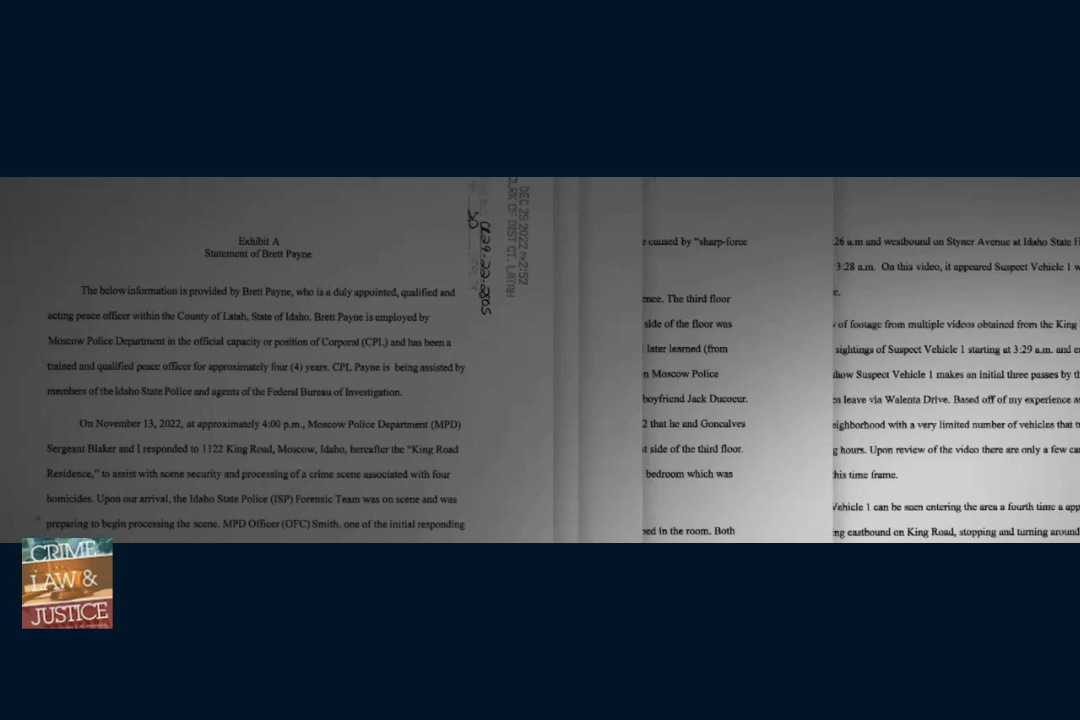 Exhibit A
Statement of Brett Payne
The below information is provided by Brett Payne, who is a duly appointed, qualified and
acting peace officer within the County of Latah, State of Idaho. Brett Payne is employed by
Moscow Police Department in the official capacity or position of Corporal (CPL) and has been a
trained and qualified peace officer for approximately four (4) years. CPL Payne is being assisted by
members of the Idaho State Police and agents of the Federal Bureau of Investigation.
On November 13, 2022, at approximately 4:00 p.m., Moscow Police Department (MPD)
Sergeant Blaker and I responded to 1122 King Road, Moscow, Idaho, hereafter the “King Road
Residence,” to assist with scene security and processing of a crime scene associated with four
homicides. Upon our arrival, the Idaho State Police (ISP) Forensic Team was on scene and was
preparing to begin processing the scene. MPD Officer (OFC) Smith, one of the initial responding
DEC 29 2022 PM 2:52
CLRK OF DIST CT. LATAH
caused by “sharp-force
The third floor
side of the floor was
later learned (from
Moscow Police
boyfriend Jack Ducoeur.
2 that he and Goncalves
side of the third floor.
bedroom which was
in the room. Both
26 a.m and westbound on Styner Avenue at Idaho State H
3:28 a.m. On this video, it appeared Suspect Vehicle 1 w
of footage from multiple videos obtained from the King
sightings of Suspect Vehicle 1 starting at 3:29 a.m. and
show Suspect Vehicle 1 makes an initial three passes by
leave via Walenta Drive. Based off of my experience
eighborhood with a very limited number of vehicles that
g hours. Upon review of the video there are only a few
this time frame.
Vehicle 1 can be seen entering the area a fourth time a app
ng eastbound on King Road, stopping and turning around
CRIME
LAW &
JUSTICE